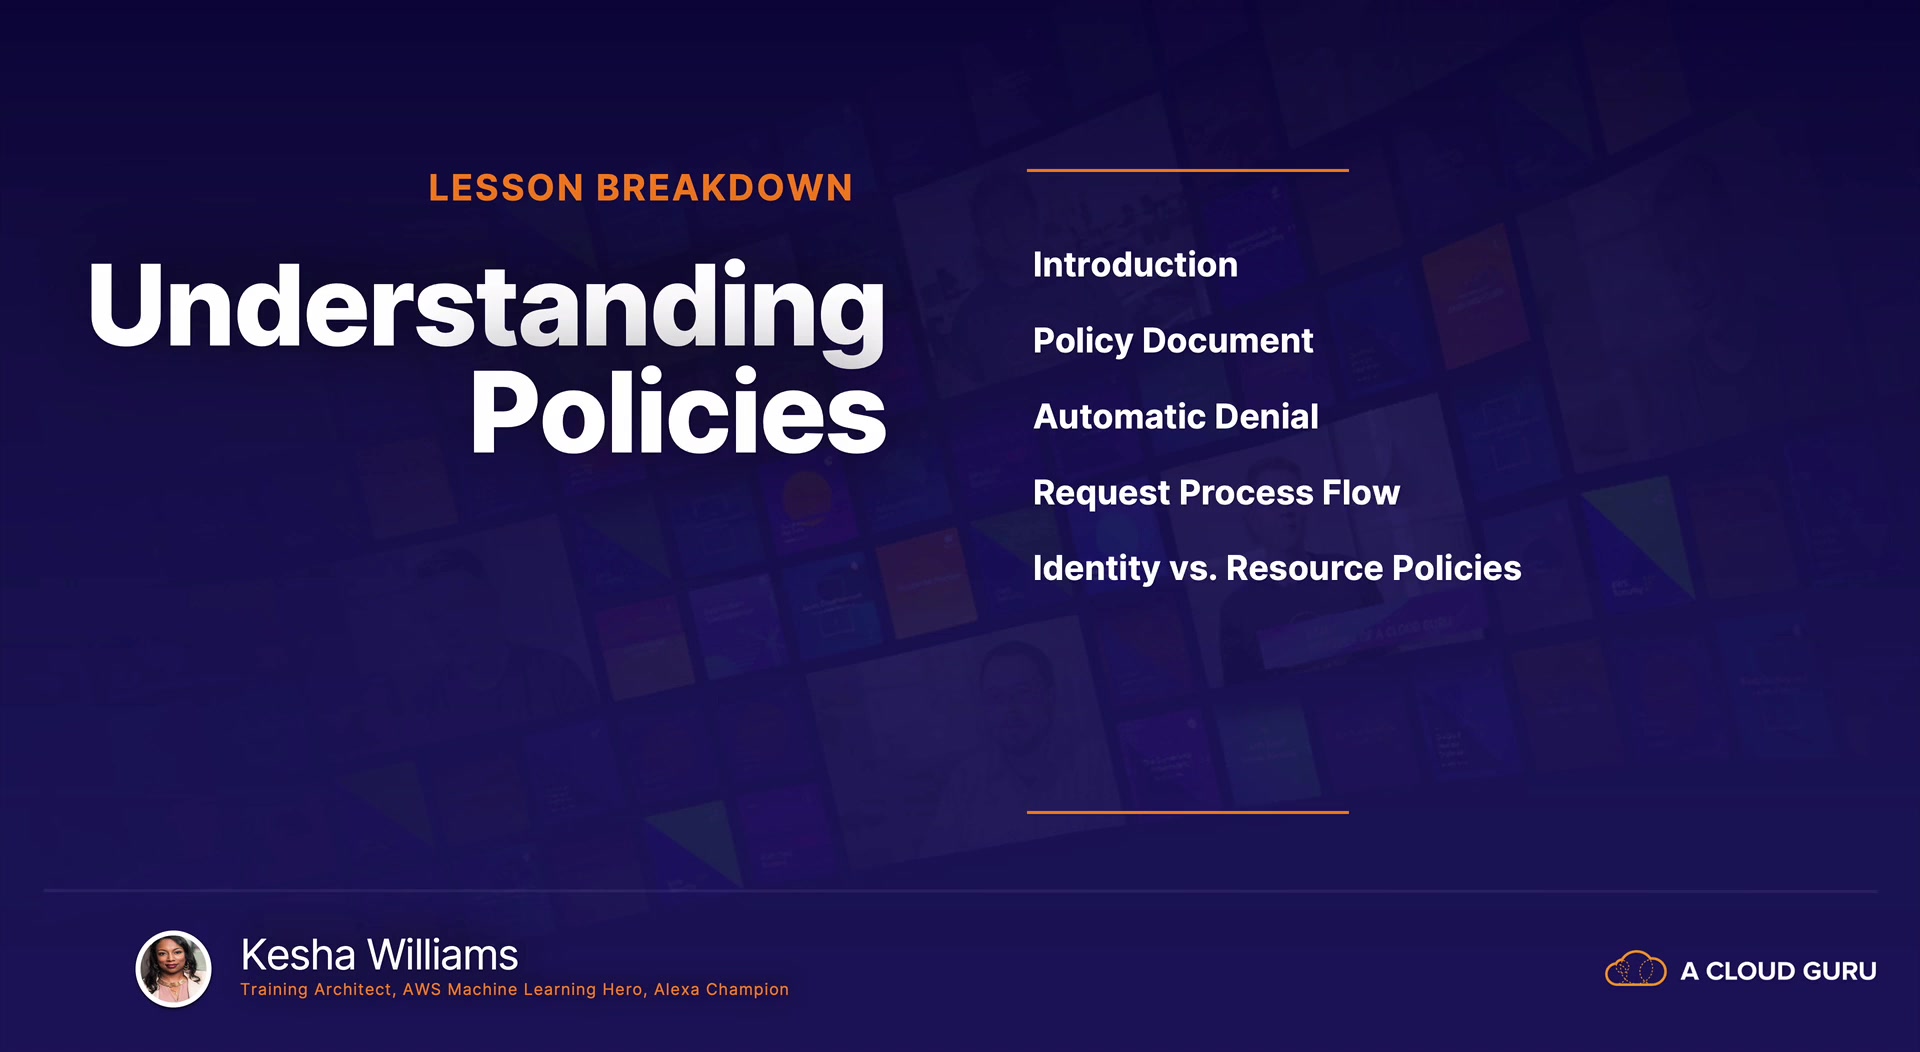 LESSON BREAKDOWN
Understanding
Policies
Introduction
Policy Document
Automatic Denial
Request Process Flow
Identity vs. Resource Policies
Kesha Williams
Training Architect, AWS Machine Learning Hero, Alexa Champion
A CLOUD GURU